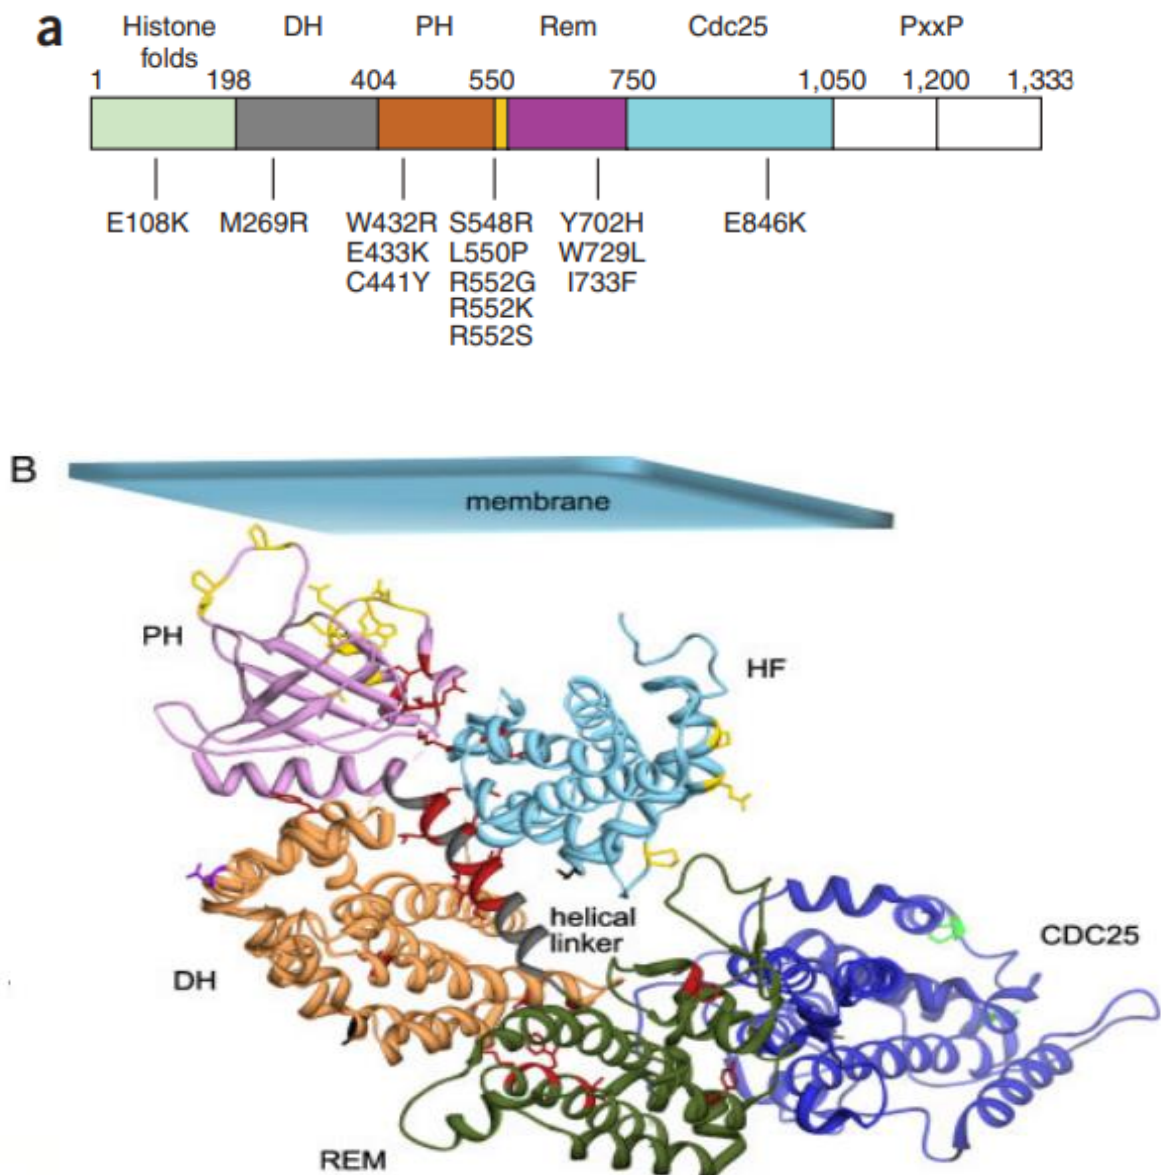 a
Histone folds DH PH Rem Cdc25 PxxP
1 198 404 550 750 1,050 1,200 1,333
E108K M269R W432R S548R Y702H E846K
E433K L550P W729L
C441Y R552G I733F
R552K
R552S
B
membrane
PH
HF
helical
linker
CDC25
DH
REM